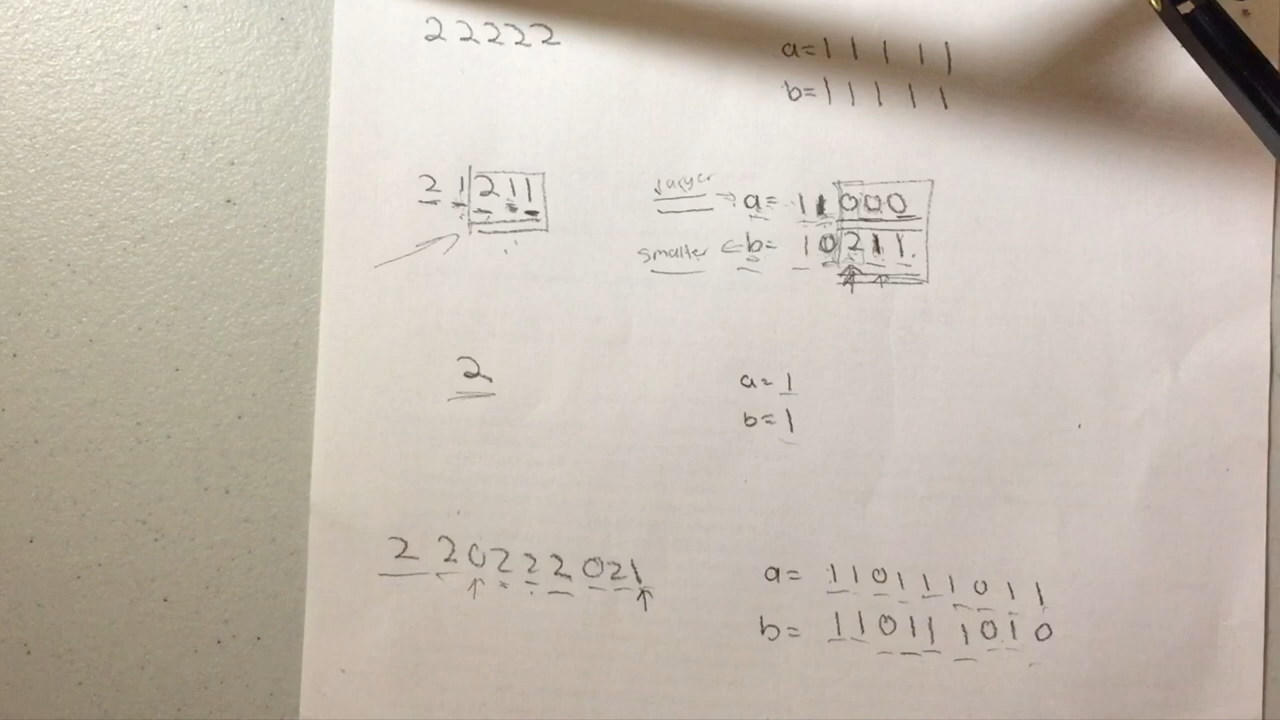 22222
a=11111
b=11111
21211
larger → a= 11000
smaller ← b= 10211.
2
a= 1
b= 1
220222021
a= 110111011
b= 110111010